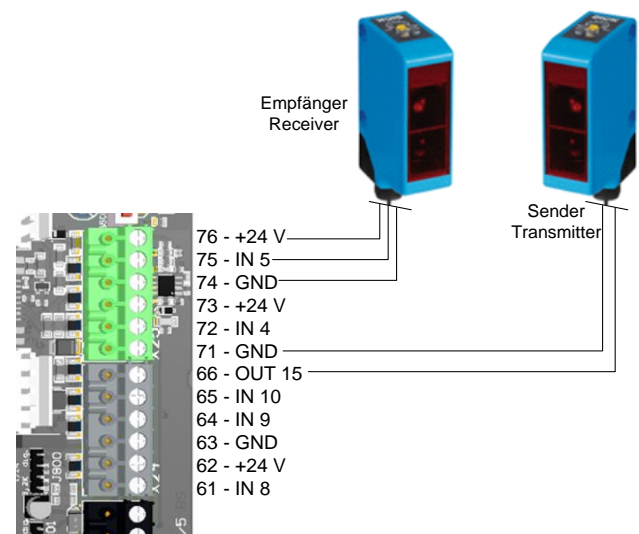 Empfänger
Receiver
Sender
Transmitter
76 - +24 V
75 - IN 5
74 - GND
73 - +24 V
72 - IN 4
71 - GND
66 - OUT 15
65 - IN 10
64 - IN 9
63 - GND
62 - +24 V
61 - IN 8
J800